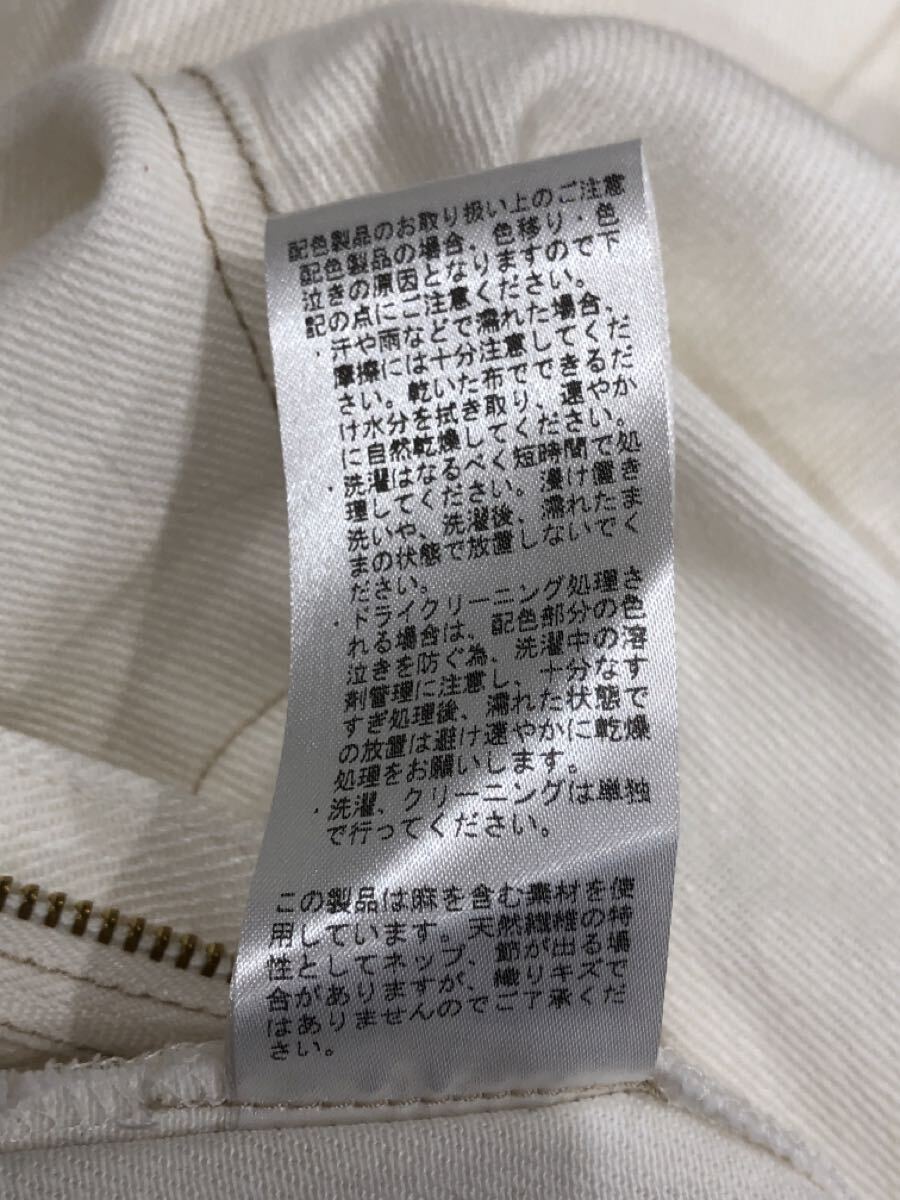 配色製品のお取り扱い上のご注意
配色製品の場合、色移り・色
泣きの原因となりますので下
記の点にご注意ください。
・汗や雨などで濡れた場合、
摩擦には十分注意してくだ
さい。乾いた布でできるだ
け水分を拭き取り、速やか
に自然乾燥してください。
・洗濯はなるべく短時間で処
理してください。浸け置き
洗いや、洗濯後、濡れたま
まの状態で放置しないでく
ださい。
・ドライクリーニング処理さ
れる場合は、配色部分の色
泣きを防ぐ為、洗濯中の溶
剤管理に注意し、十分なす
すぎ処理後、濡れた状態で
の放置は避け速やかに乾燥
処理をお願いします。
・洗濯、クリーニングは単独
で行ってください。
この製品は麻を含む素材を使
用しています。天然繊維の特
性としてネップ、節が出る場
合がありますが、織りキズで
はありませんのでご了承くだ
さい。